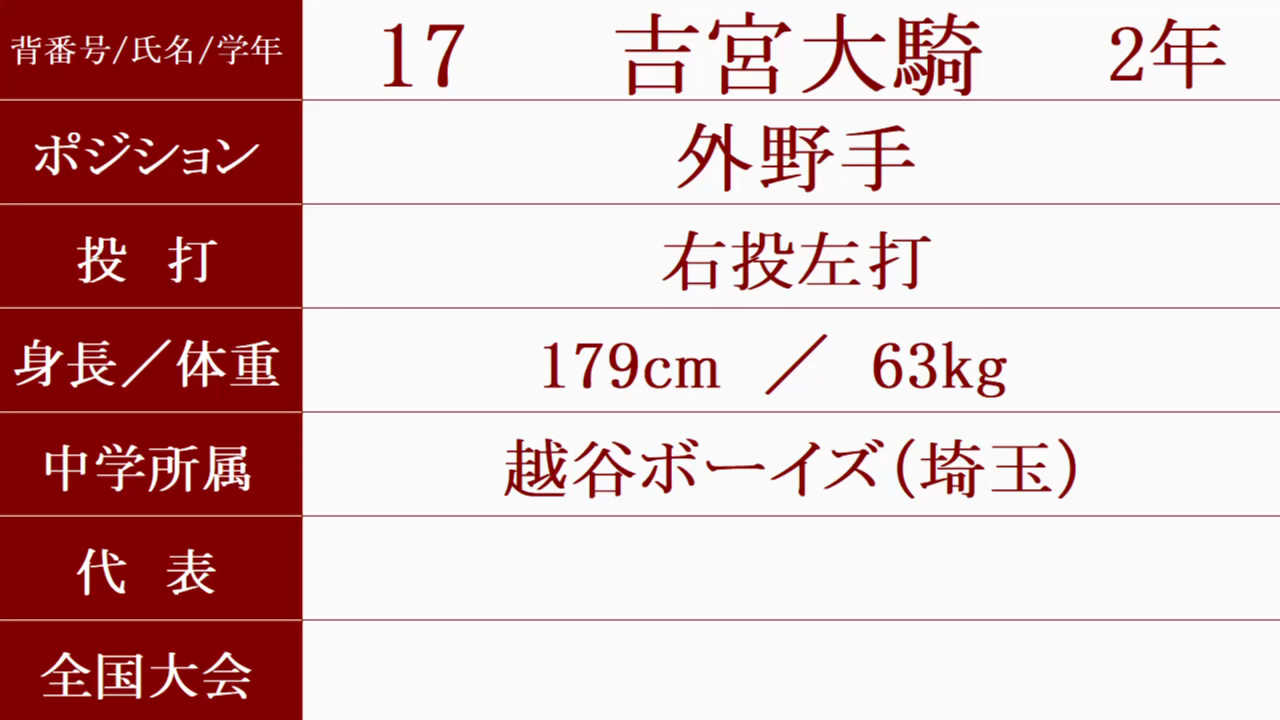 背番号/氏名/学年 17 吉宮大騎 2年
ポジション 外野手
投 打 右投左打
身長／体重 179cm ／ 63kg
中学所属 越谷ボーイズ(埼玉)
代 表
全国大会